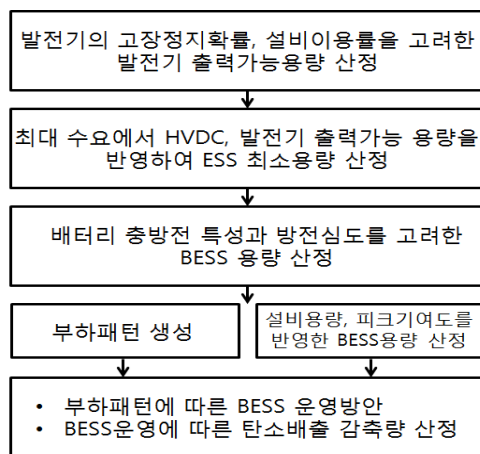 발전기의 고장정지확률, 설비이용률을 고려한
발전기 출력가능용량 산정
최대 수요에서 HVDC, 발전기 출력가능 용량을
반영하여 ESS 최소용량 산정
배터리 충방전 특성과 방전심도를 고려한
BESS 용량 산정
부하패턴 생성
설비용량, 피크기여도를
반영한 BESS용량 산정
• 부하패턴에 따른 BESS 운영방안
• BESS운영에 따른 탄소배출 감축량 산정